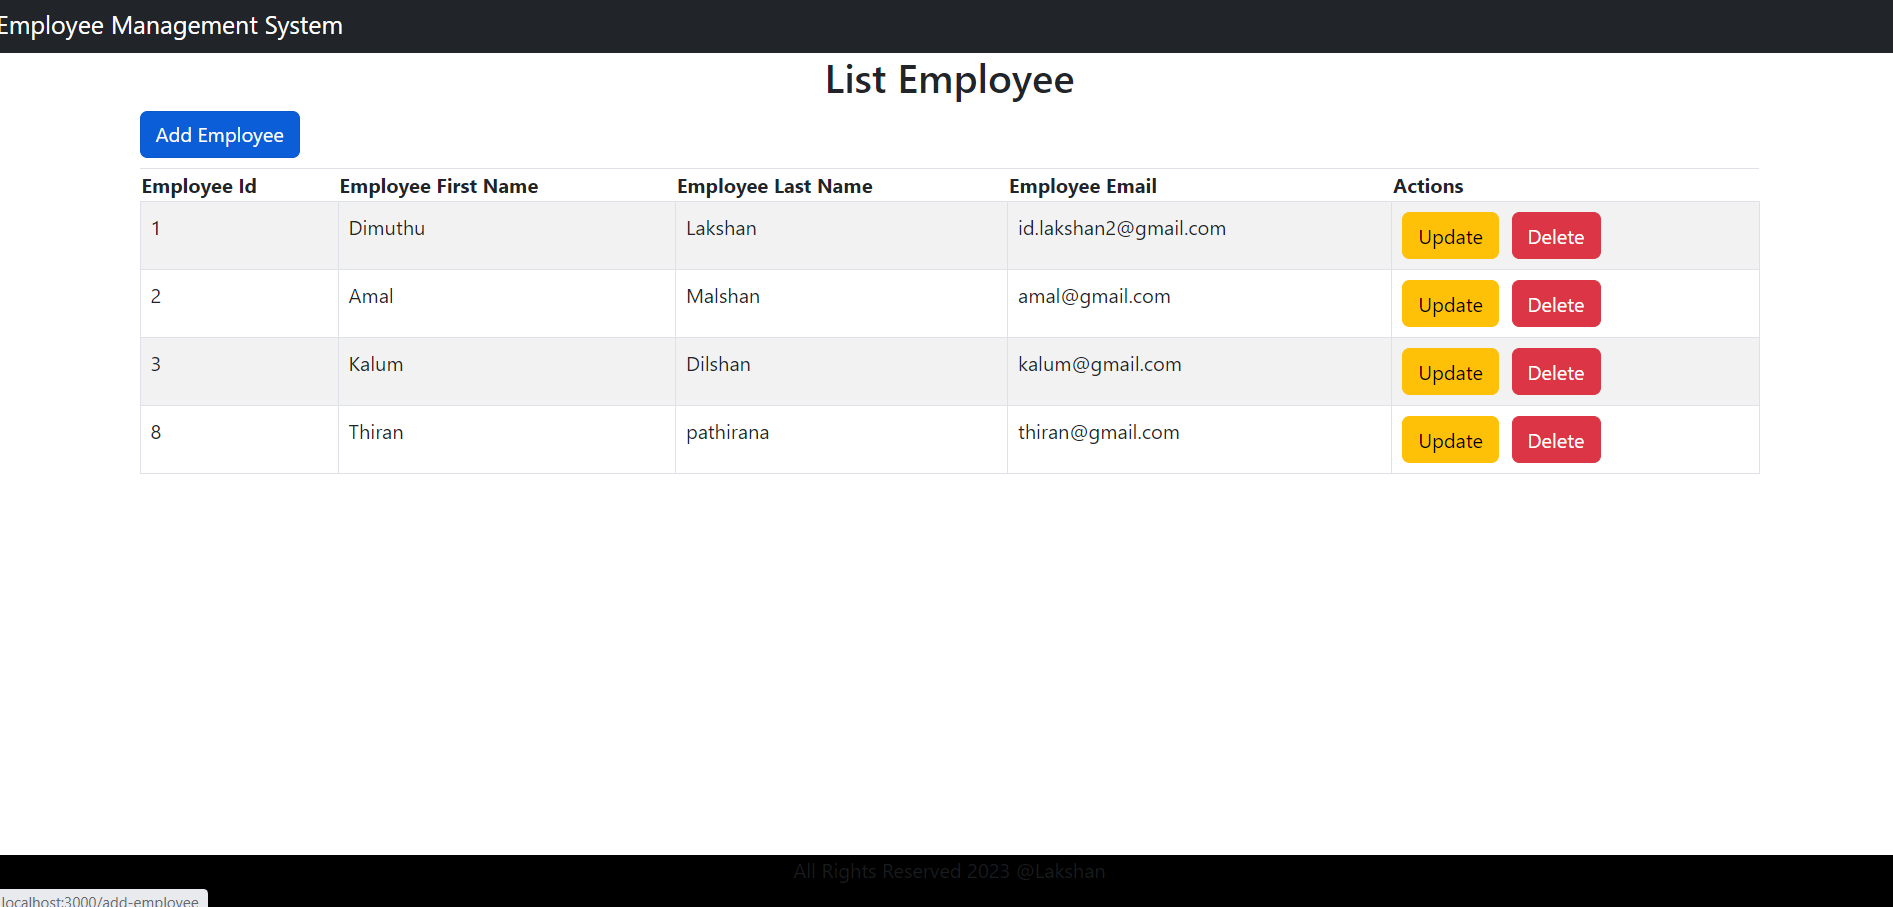 Employee Management System
List Employee
Add Employee
Employee Id Employee First Name Employee Last Name Employee Email Actions
1 Dimuthu Lakshan id.lakshan2@gmail.com Update Delete
2 Amal Malshan amal@gmail.com Update Delete
3 Kalum Dilshan kalum@gmail.com Update Delete
8 Thiran pathirana thiran@gmail.com Update Delete
All Rights Reserved 2023 @Lakshan
localhost:3000/add-employee